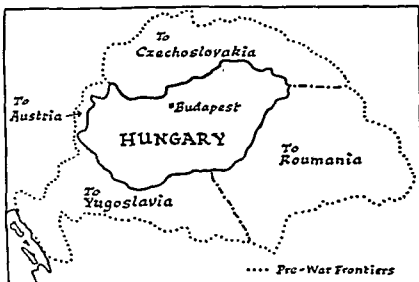 To
Czechoslovakia
To
Austria
Budapest
HUNGARY
To
Roumania
To
Yugoslavia
Pre-War Frontiers